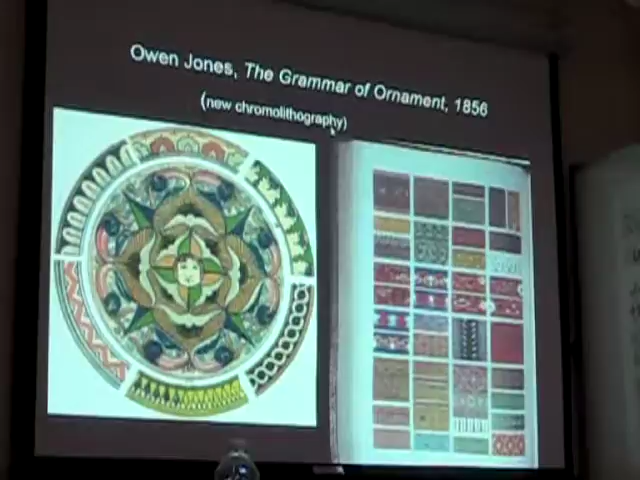 Owen Jones, The Grammar of Ornament, 1856
(new chromolithography)